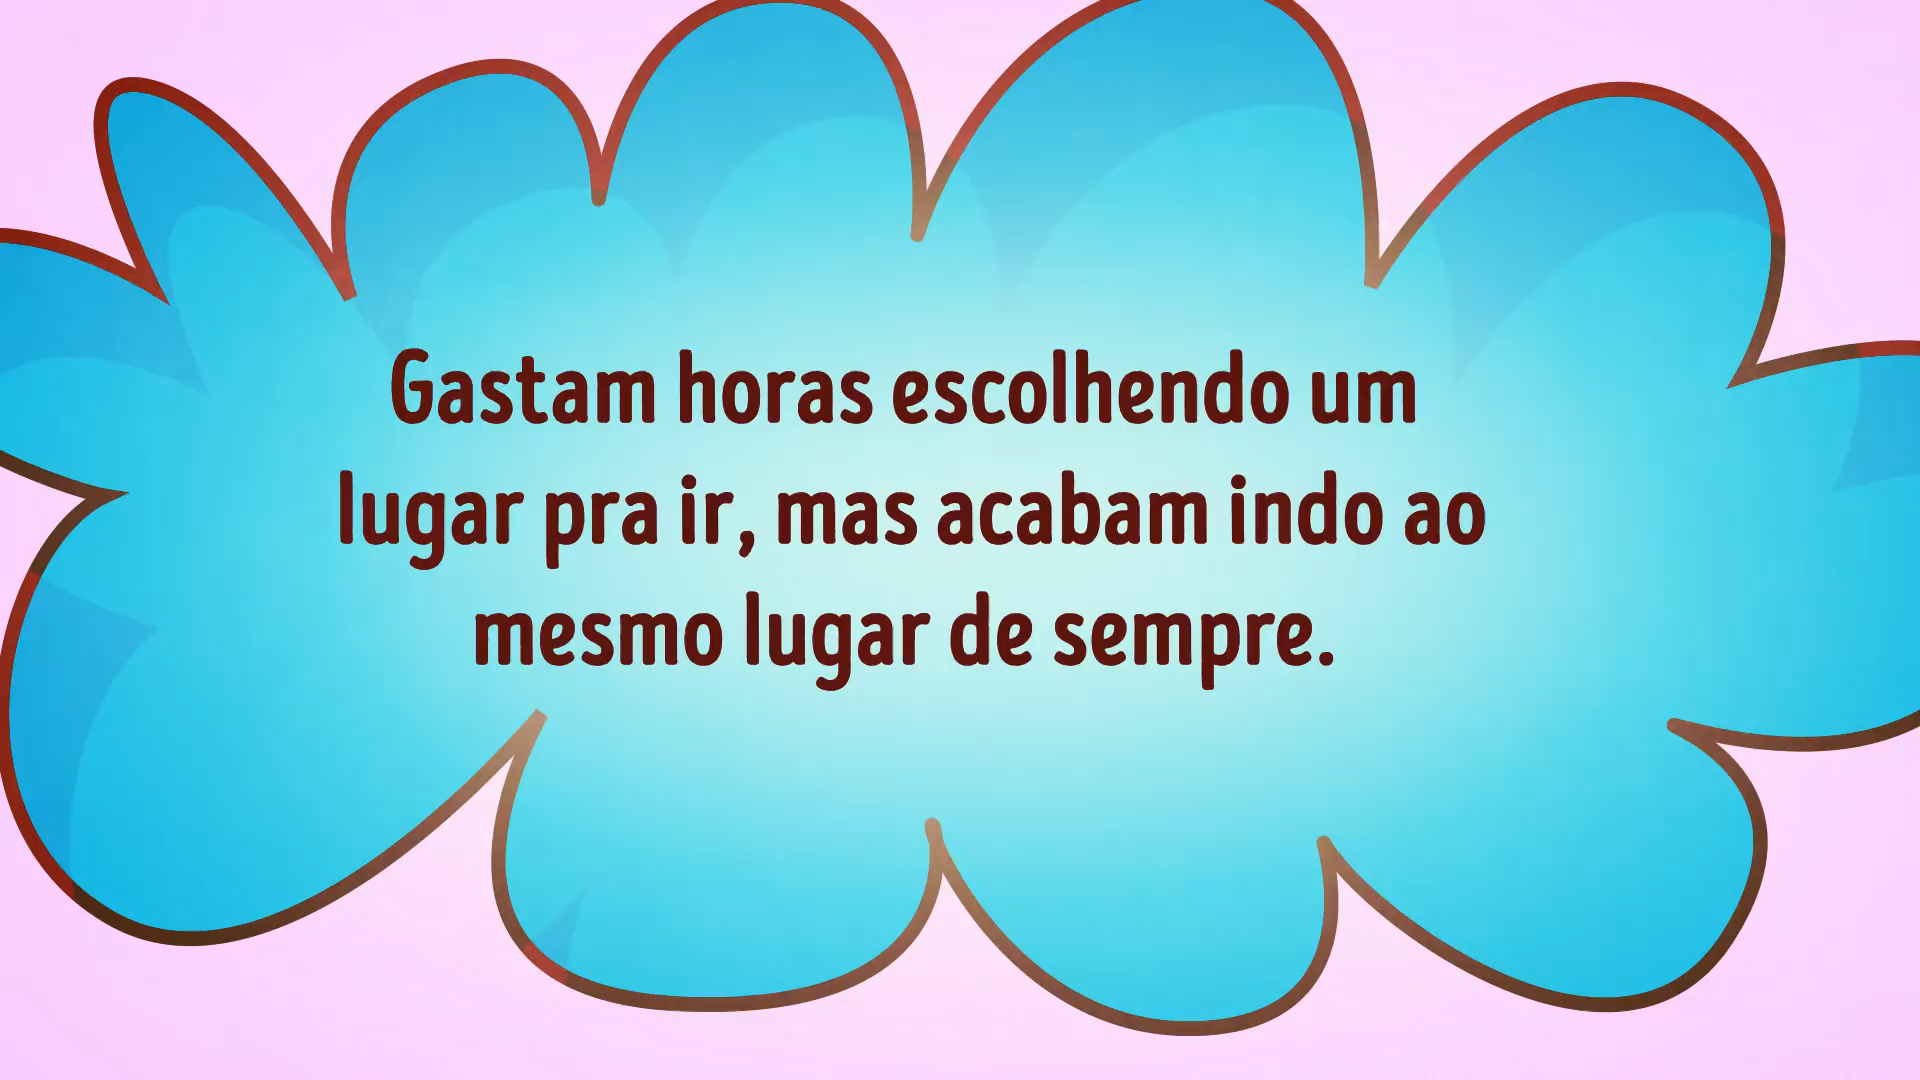 Gastam horas escolhendo um
lugar pra ir, mas acabam indo ao
mesmo lugar de sempre.